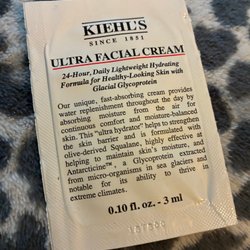 KIEHL'S
SINCE 1851
ULTRA FACIAL CREAM
24-Hour, Daily Lightweight Hydrating
Formula for Healthy-Looking Skin with
Glacial Glycoprotein
Our unique, fast-absorbing cream provides
water replenishment throughout the day by
absorbing moisture from the air for
continuous comfort and moisture-balanced
skin. This "ultra hydrator" helps to strengthen
the skin barrier and is formulated with
olive-derived Squalane, highly effective at
helping to maintain skin's moisture, and
Antarcticine™, a Glycoprotein extracted
from micro-organisms in sea glaciers and
notable for its ability to thrive in
extreme climates.
0.10 fl. oz. - 3 ml